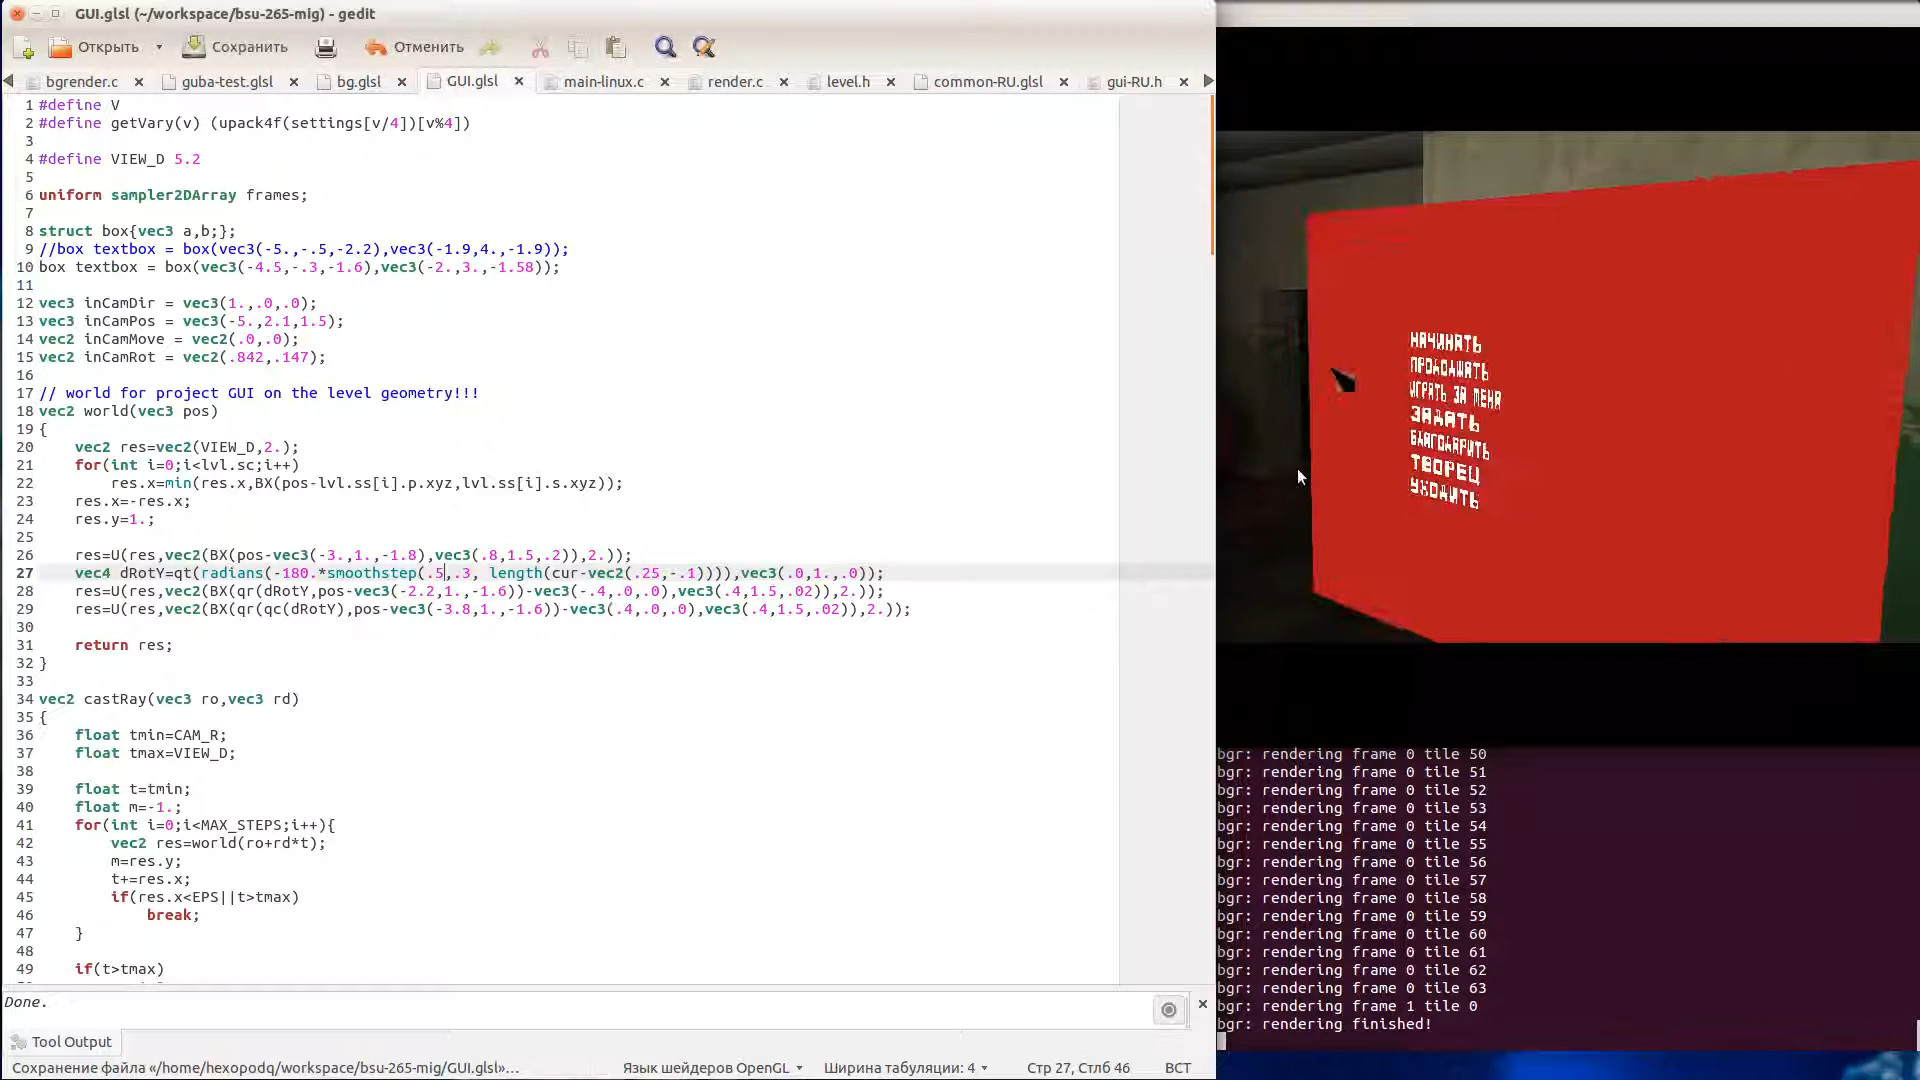 GUI.glsl (~/workspace/bsu-265-mig) - gedit
Открыть Сохранить Отменить
bgrender.c guba-test.glsl bg.glsl GUI.glsl main-linux.c render.c level.h common-RU.glsl gui-RU.h
1 #define V
2 #define getVary(v) (upack4f(settings[v/4])[v%4])
3
4 #define VIEW_D 5.2
5
6 uniform sampler2DArray frames;
7
8 struct box{vec3 a,b;};
9 //box textbox = box(vec3(-5.,-.5,-2.2),vec3(-1.9,4.,-1.9));
10 box textbox = box(vec3(-4.5,-.3,-1.6),vec3(-2.,3.,-1.58));
11
12 vec3 inCamDir = vec3(1.,.0,.0);
13 vec3 inCamPos = vec3(-5.,2.1,1.5);
14 vec2 inCamMove = vec2(.0,.0);
15 vec2 inCamRot = vec2(.842,.147);
16
17 // world for project GUI on the level geometry!!!
18 vec2 world(vec3 pos)
19 {
20 vec2 res=vec2(VIEW_D,2.);
21 for(int i=0;i<lvl.sc;i++)
22 res.x=min(res.x,BX(pos-lvl.ss[i].p.xyz,lvl.ss[i].s.xyz));
23 res.x=-res.x;
24 res.y=1.;
25
26 res=U(res,vec2(BX(pos-vec3(-3.,1.,-1.8),vec3(.8,1.5,.2)),2.));
27 vec4 dRotY=qt(radians(-180.*smoothstep(.5,.3, length(cur-vec2(.25,-.1)))),vec3(.0,1.,.0));
28 res=U(res,vec2(BX(qr(dRotY,pos-vec3(-2.2,1.,-1.6))-vec3(-.4,.0,.0),vec3(.4,1.5,.02)),2.));
29 res=U(res,vec2(BX(qr(qc(dRotY),pos-vec3(-3.8,1.,-1.6))-vec3(.4,.0,.0),vec3(.4,1.5,.02)),2.));
30
31 return res;
32 }
33
34 vec2 castRay(vec3 ro,vec3 rd)
35 {
36 float tmin=CAM_R;
37 float tmax=VIEW_D;
38
39 float t=tmin;
40 float m=-1.;
41 for(int i=0;i<MAX_STEPS;i++){
42 vec2 res=world(ro+rd*t);
43 m=res.y;
44 t+=res.x;
45 if(res.x<EPS||t>tmax)
46 break;
47 }
48
49 if(t>tmax)
Done.
Tool Output
Сохранение файла «/home/hexopodq/workspace/bsu-265-mig/GUI.glsl»… Язык шейдеров OpenGL Ширина табуляции: 4 Стр 27, Стлб 46 ВСТ
НАЧИНАТЬ
ПРОДОЛЖАТЬ
ИГРАТЬ ЗА МЕНЯ
ЗАДАТЬ
БЛАГОДАРИТЬ
ТВОРЕЦ
УХОДИТЬ
bgr: rendering frame 0 tile 50
bgr: rendering frame 0 tile 51
bgr: rendering frame 0 tile 52
bgr: rendering frame 0 tile 53
bgr: rendering frame 0 tile 54
bgr: rendering frame 0 tile 55
bgr: rendering frame 0 tile 56
bgr: rendering frame 0 tile 57
bgr: rendering frame 0 tile 58
bgr: rendering frame 0 tile 59
bgr: rendering frame 0 tile 60
bgr: rendering frame 0 tile 61
bgr: rendering frame 0 tile 62
bgr: rendering frame 0 tile 63
bgr: rendering frame 1 tile 0
bgr: rendering finished!